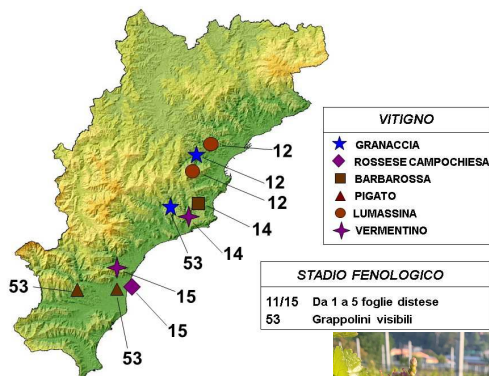 12
12
12
14
53
14
53
15
15
53
VITIGNO
GRANACCIA
ROSSESE CAMPOCHIESA
BARBAROSSA
PIGATO
LUMASSINA
VERMENTINO
STADIO FENOLOGICO
11/15 Da 1 a 5 foglie distese
53 Grappolini visibili